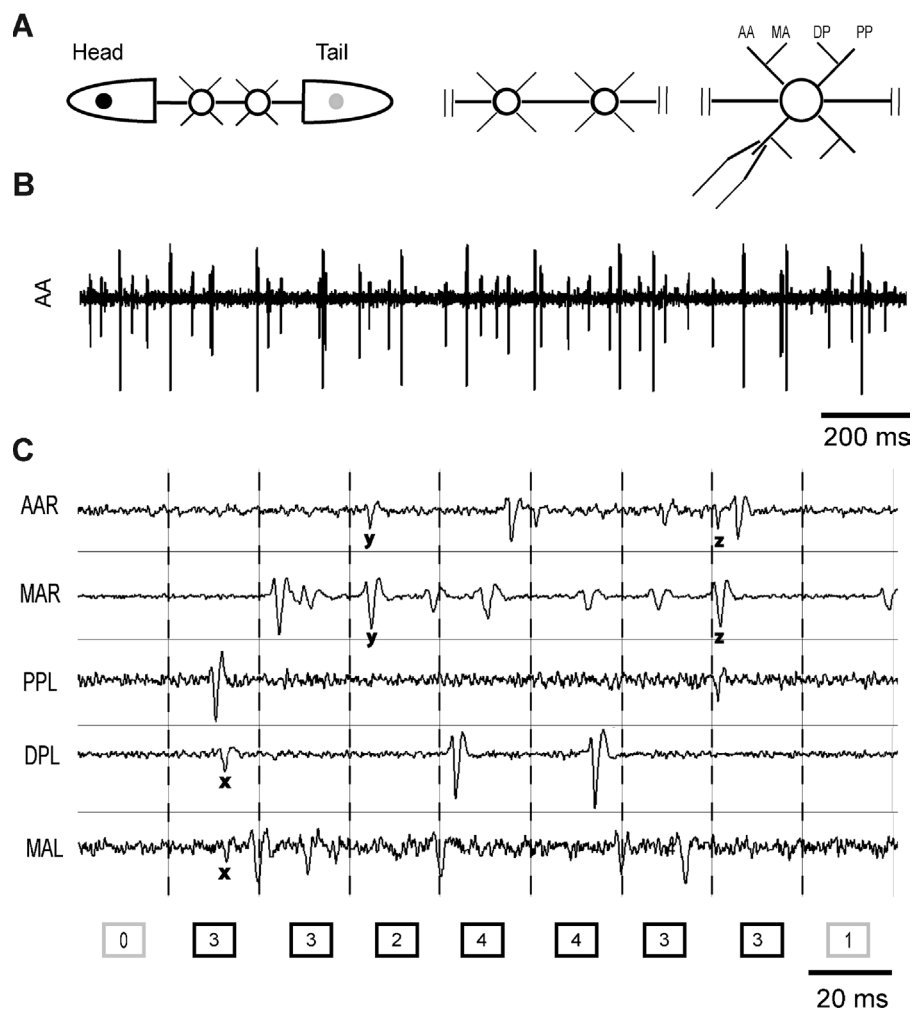 A
Head Tail
AA MA DP PP
B
AA
200 ms
C
AAR
y z
MAR
y z
PPL
DPL
x
MAL
x
0 3 3 2 4 4 3 3 1
20 ms